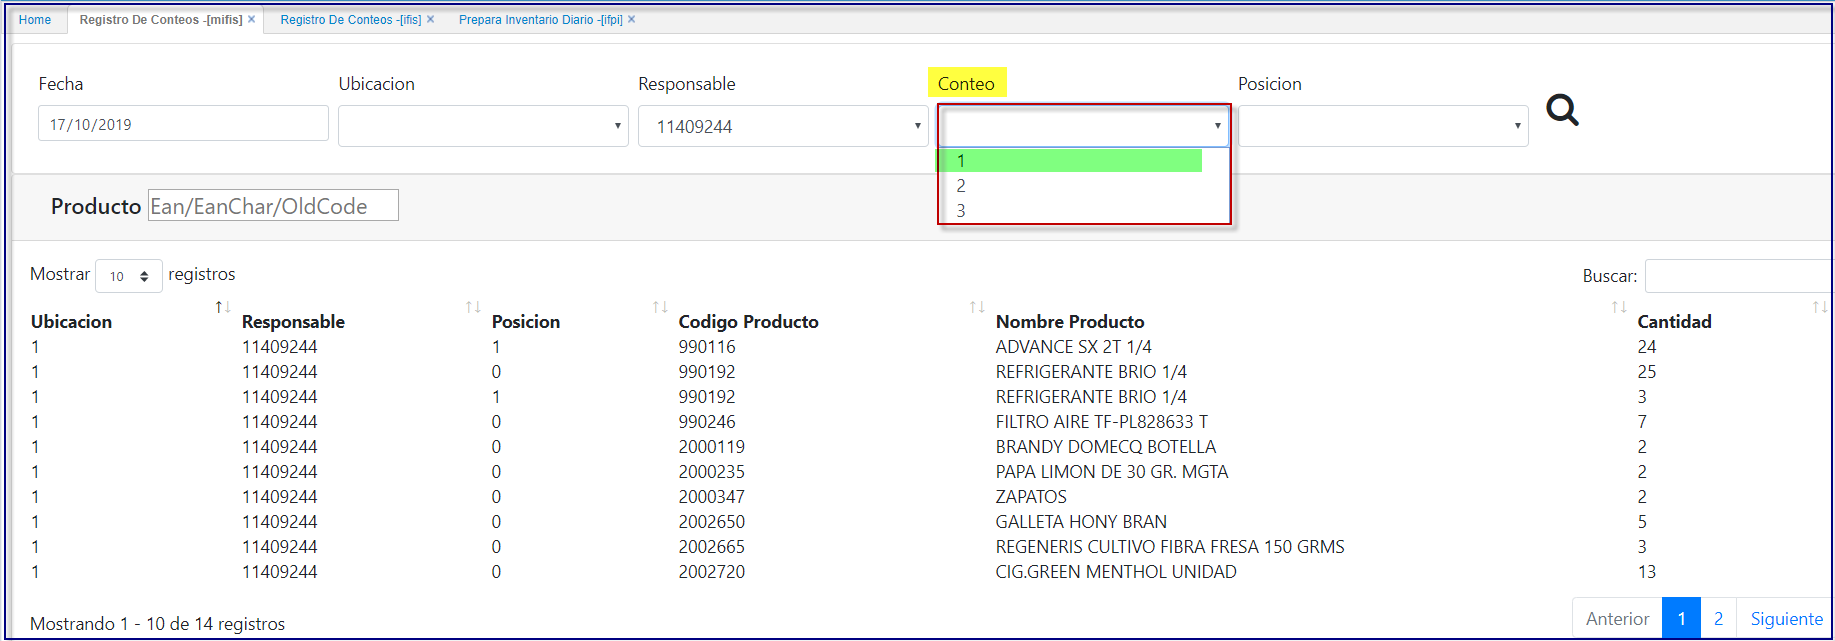 Home Registro De Conteos -[mifis] × Registro De Conteos -[ifis] × Prepara Inventario Diario -[ifpi] ×
Fecha Ubicacion Responsable Conteo Posicion
17/10/2019 11409244
1
2
3
Producto Ean/EanChar/OldCode
Mostrar 10 registros Buscar:
Ubicacion Responsable Posicion Codigo Producto Nombre Producto Cantidad
1 11409244 1 990116 ADVANCE SX 2T 1/4 24
1 11409244 0 990192 REFRIGERANTE BRIO 1/4 25
1 11409244 1 990192 REFRIGERANTE BRIO 1/4 3
1 11409244 0 990246 FILTRO AIRE TF-PL828633 T 7
1 11409244 0 2000119 BRANDY DOMECQ BOTELLA 2
1 11409244 0 2000235 PAPA LIMON DE 30 GR. MGTA 2
1 11409244 0 2000347 ZAPATOS 2
1 11409244 0 2002650 GALLETA HONY BRAN 5
1 11409244 0 2002665 REGENERIS CULTIVO FIBRA FRESA 150 GRMS 3
1 11409244 0 2002720 CIG.GREEN MENTHOL UNIDAD 13
Mostrando 1 - 10 de 14 registros Anterior 1 2 Siguiente